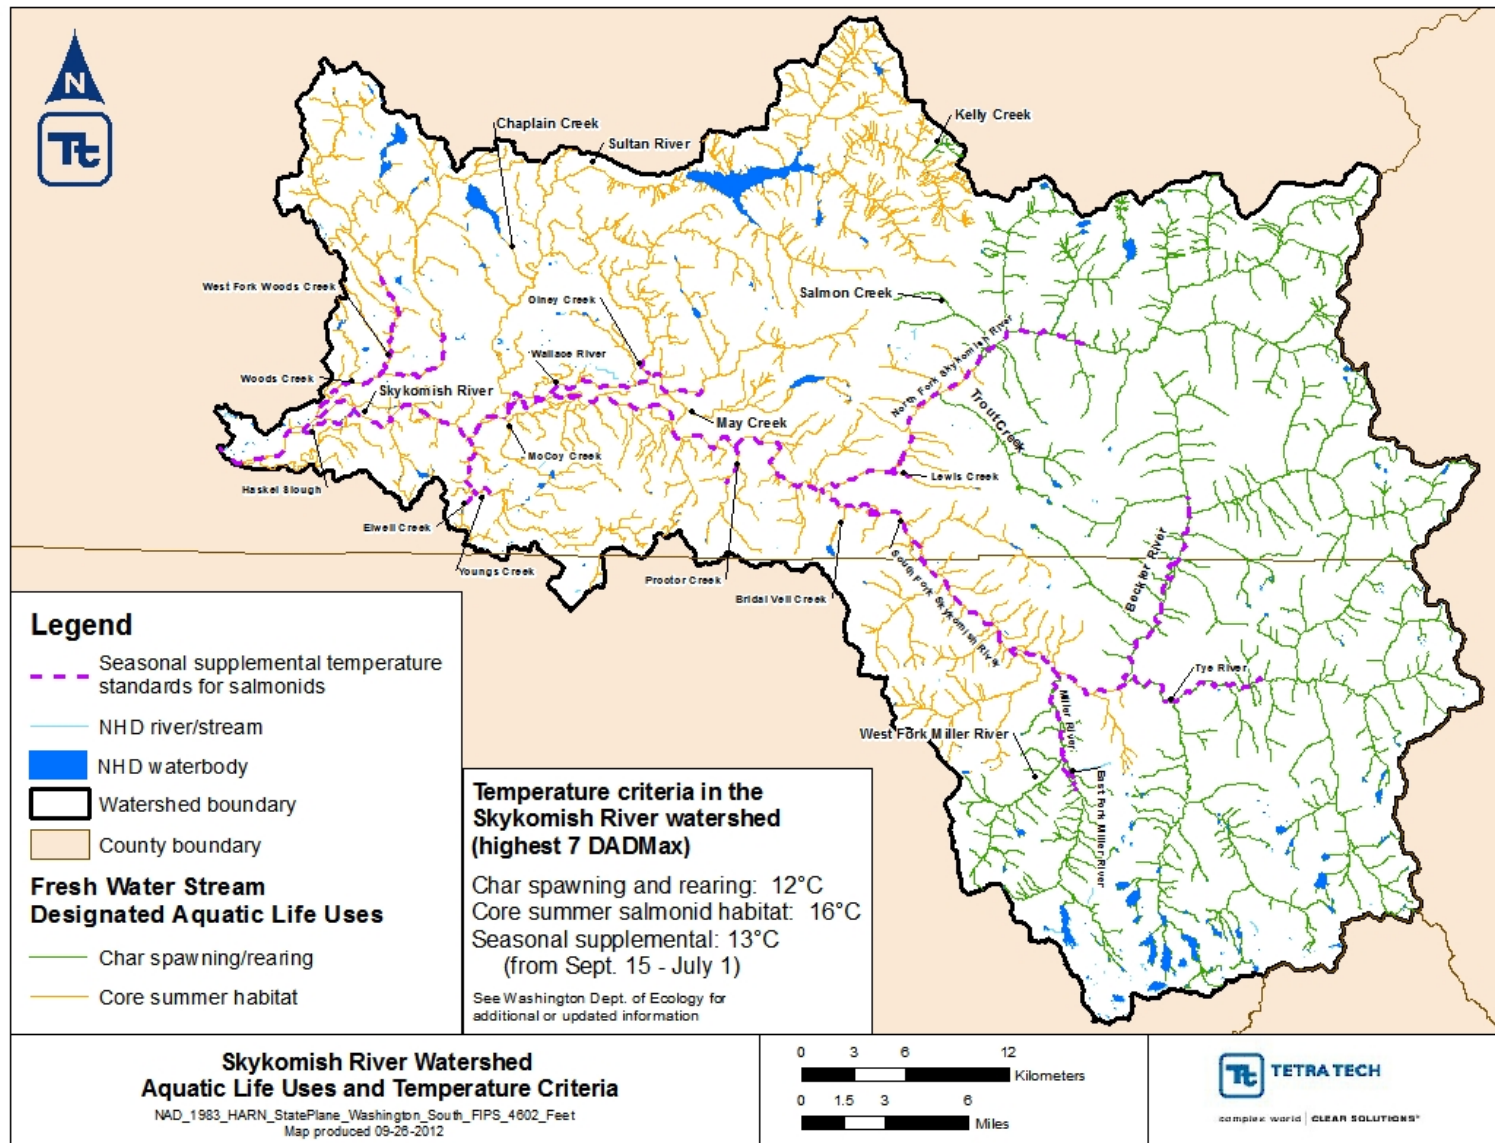 N
Tt
Kelly Creek
Chaplain Creek
Sultan River
West Fork Woods Creek
Olney Creek
Salmon Creek
North Fork Skykomish River
Wallace River
Woods Creek
Skykomish River
Trout Creek
May Creek
McCoy Creek
Lewis Creek
Haskel Slough
Elwell Creek
Youngs Creek
Proctor Creek
Bridal Veil Creek
South Fork Skykomish River
Beckler River
Tye River
Miller River
West Fork Miller River
East Fork Miller River
Legend
Seasonal supplemental temperature
standards for salmonids
NHD river/stream
NHD waterbody
Watershed boundary
County boundary
Fresh Water Stream
Designated Aquatic Life Uses
Char spawning/rearing
Core summer habitat
Temperature criteria in the
Skykomish River watershed
(highest 7 DADMax)
Char spawning and rearing: 12°C
Core summer salmonid habitat: 16°C
Seasonal supplemental: 13°C
(from Sept. 15 - July 1)
See Washington Dept. of Ecology for
additional or updated information
Skykomish River Watershed
Aquatic Life Uses and Temperature Criteria
NAD_1983_HARN_StatePlane_Washington_South_FIPS_4602_Feet
Map produced 09-26-2012
0 3 6 12
Kilometers
0 1.5 3 6
Miles
Tt TETRA TECH
complex world | CLEAR SOLUTIONS™